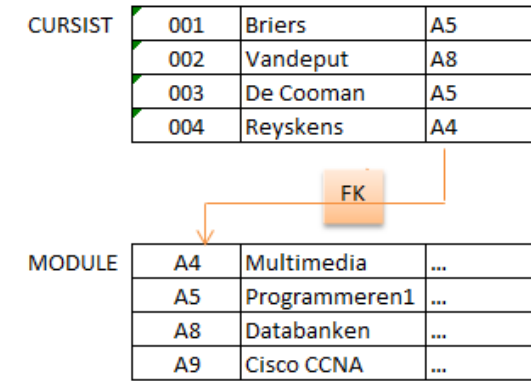 CURSIST 001 Briers A5
002 Vandeput A8
003 De Cooman A5
004 Reyskens A4
FK
MODULE A4 Multimedia ...
A5 Programmeren1 ...
A8 Databanken ...
A9 Cisco CCNA ...